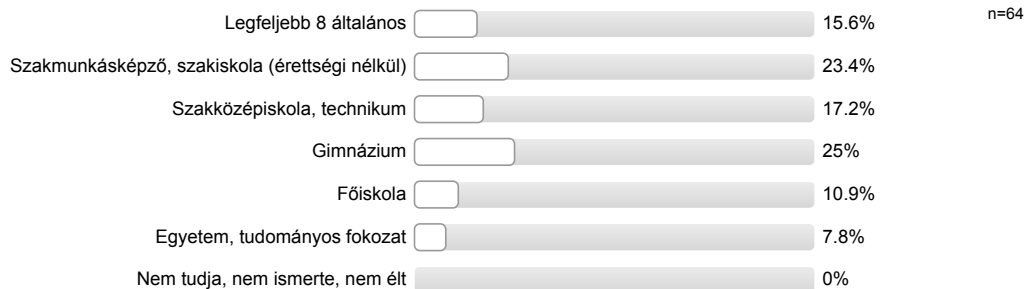 Legfeljebb 8 általános 15.6% n=64
Szakmunkásképző, szakiskola (érettségi nélkül) 23.4%
Szakközépiskola, technikum 17.2%
Gimnázium 25%
Főiskola 10.9%
Egyetem, tudományos fokozat 7.8%
Nem tudja, nem ismerte, nem élt 0%